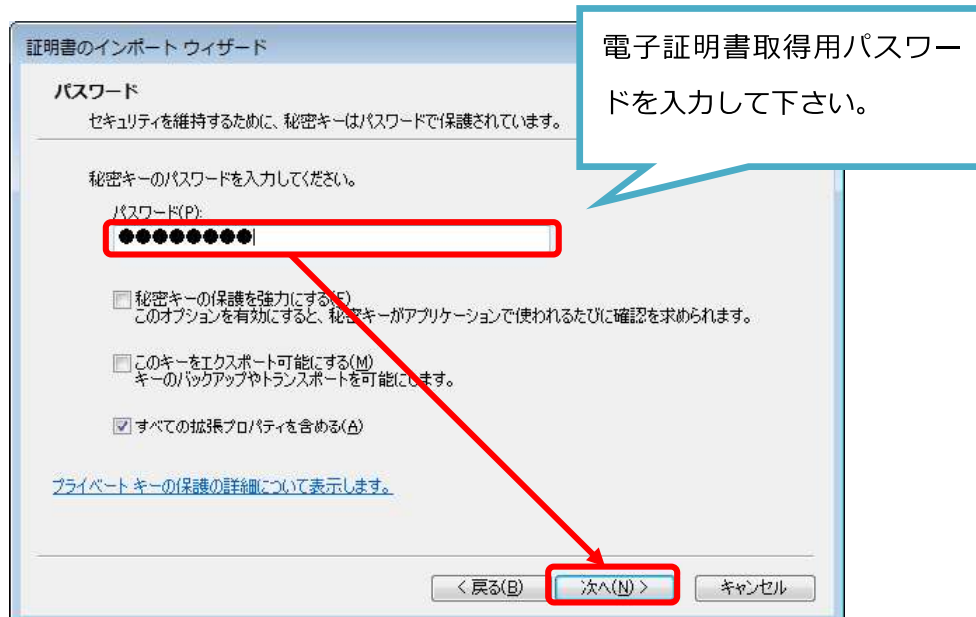 証明書のインポート ウィザード
電子証明書取得用パスワー
ドを入力して下さい。
パスワード
セキュリティを維持するために、秘密キーはパスワードで保護されています。
秘密キーのパスワードを入力してください。
パスワード(P):
●●●●●●●●
秘密キーの保護を強力にする(E)
このオプションを有効にすると、秘密キーがアプリケーションで使われるたびに確認を求められます。
このキーをエクスポート可能にする(M)
キーのバックアップやトランスポートを可能にします。
すべての拡張プロパティを含める(A)
プライベート キーの保護の詳細について表示します。
< 戻る(B)
次へ(N) >
キャンセル